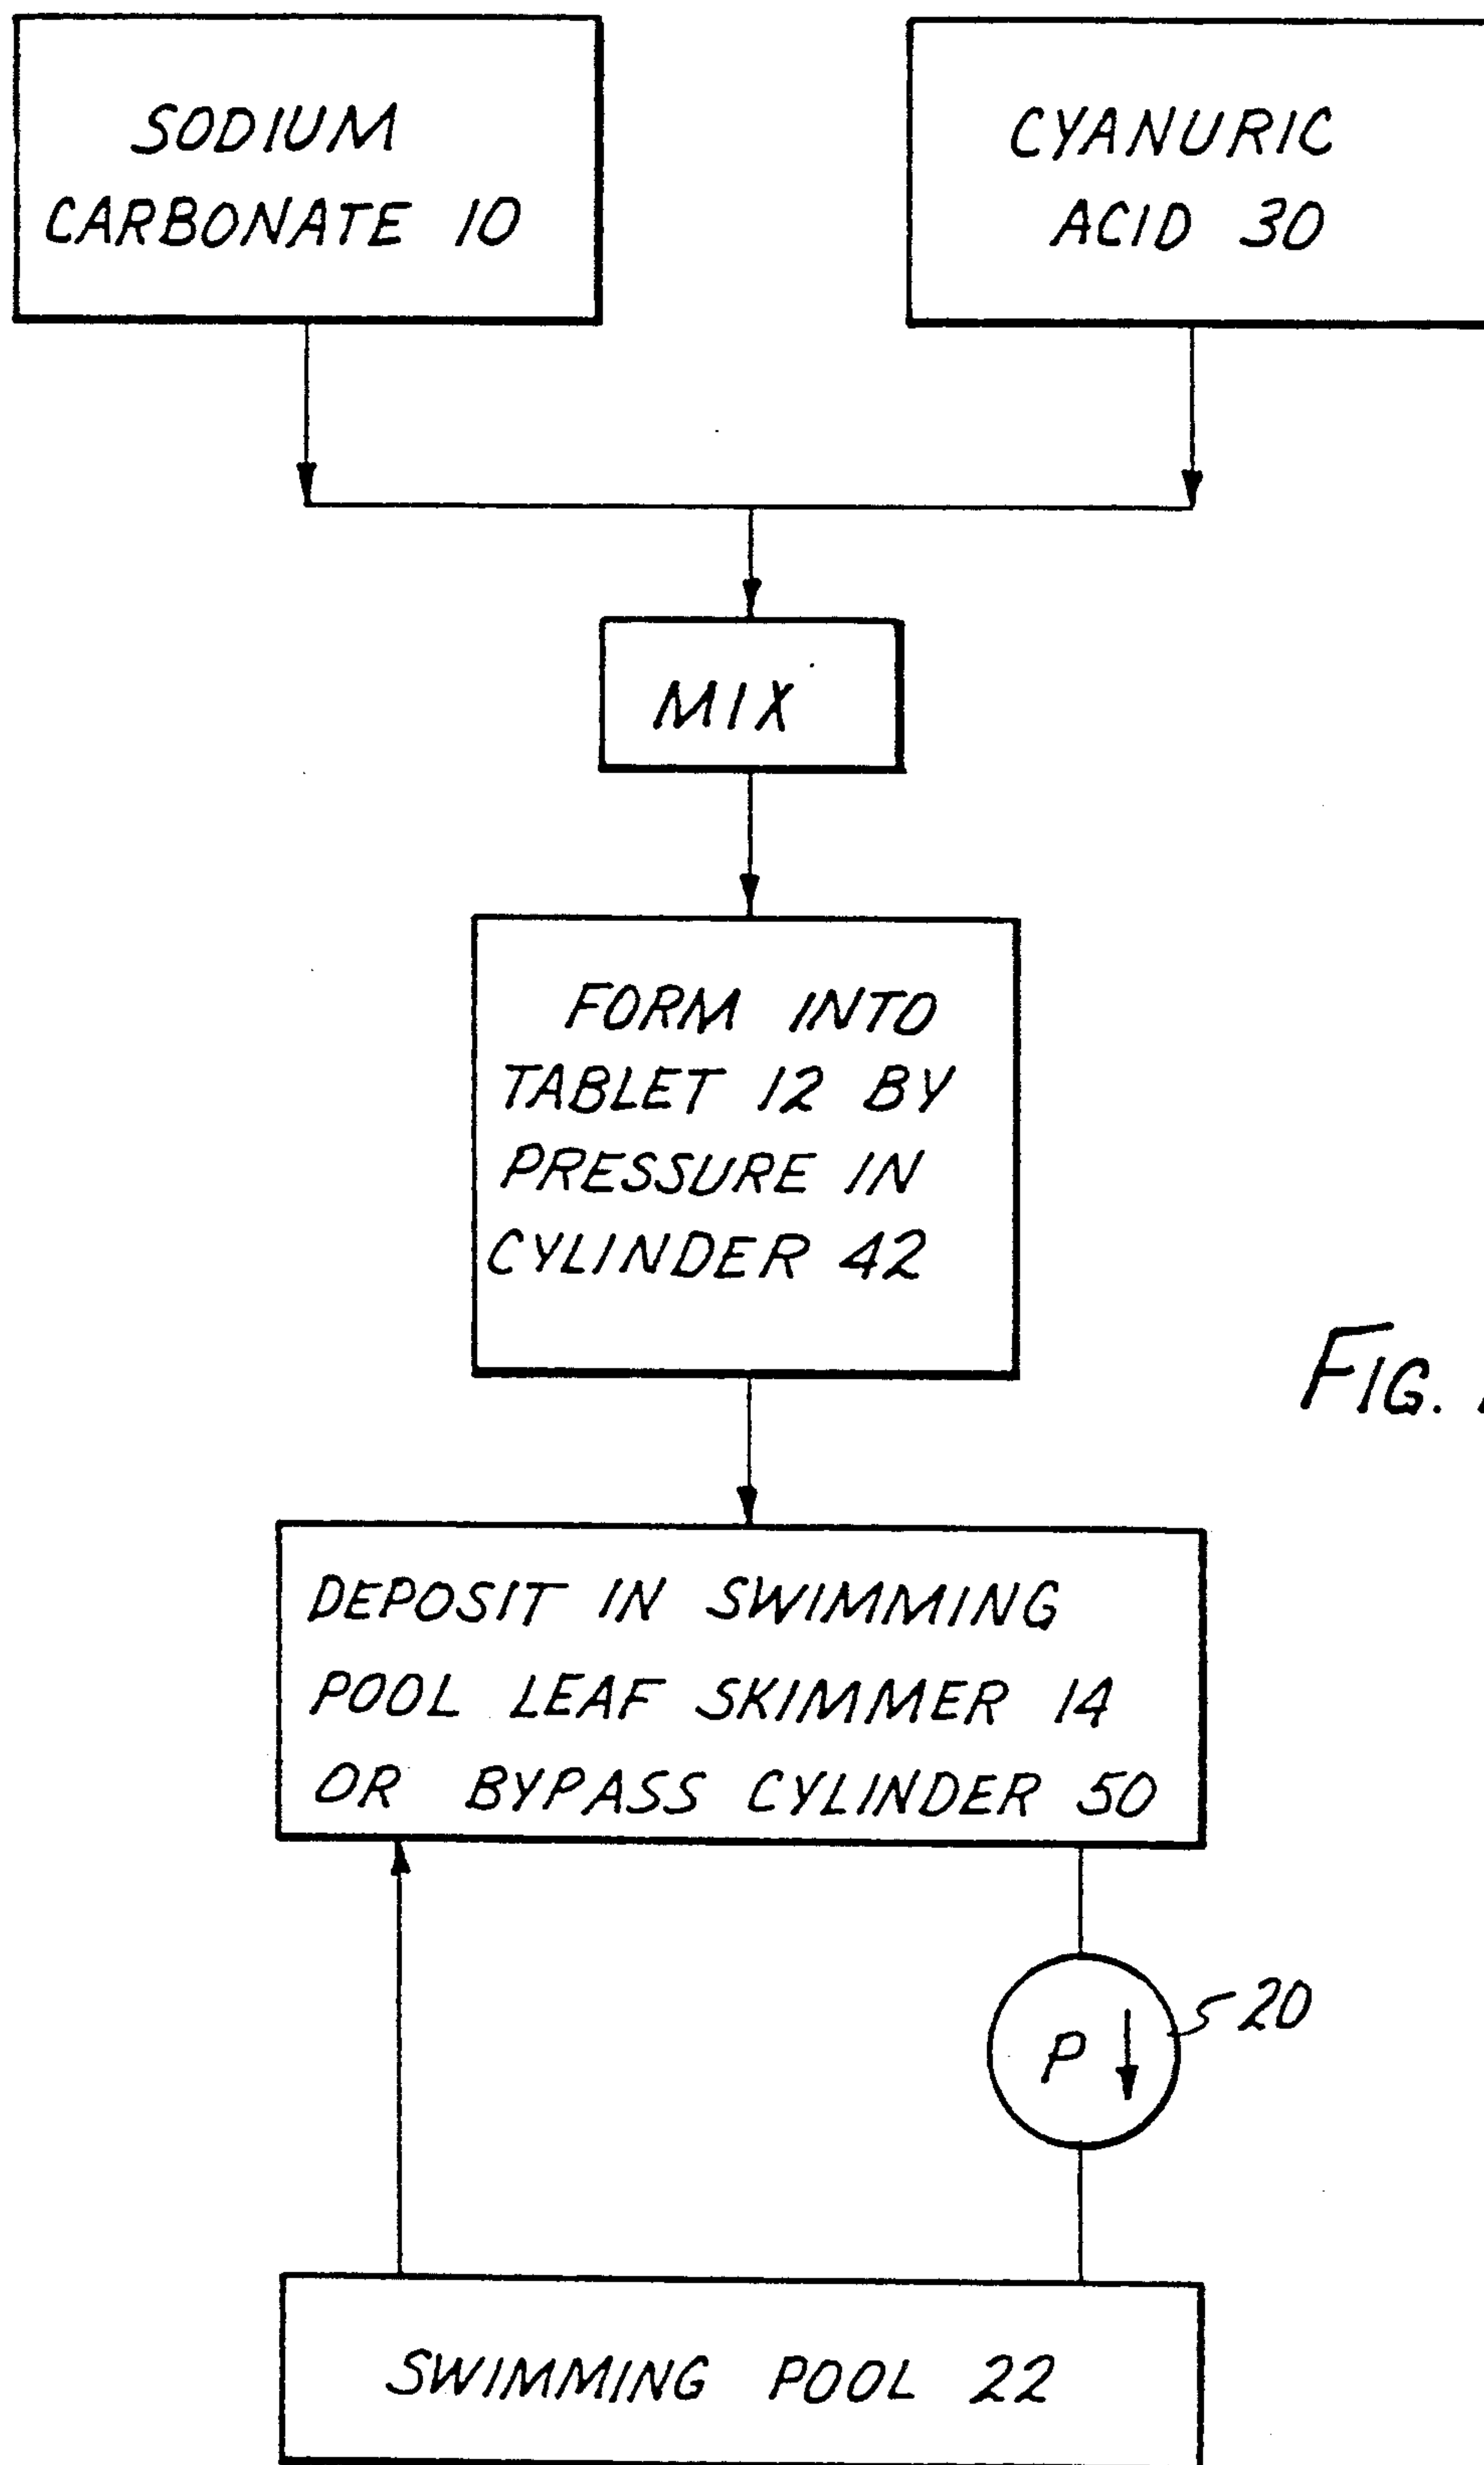 SODIUM
CARBONATE 10
CYANURIC
ACID 30
MIX
FORM INTO
TABLET 12 BY
PRESSURE IN
CYLINDER 42
FIG.
DEPOSIT IN SWIMMING
POOL LEAF SKIMMER 14
OR BYPASS CYLINDER 50
P
20
SWIMMING POOL 22